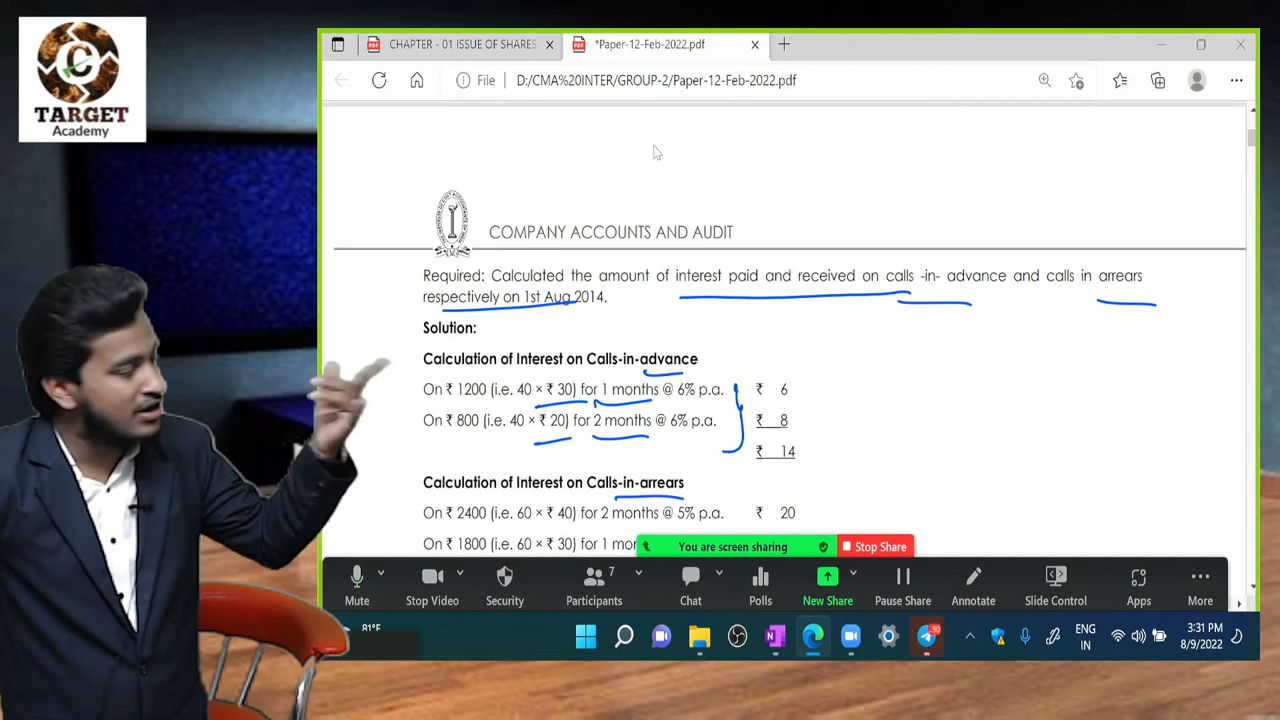 C
TARGET
Academy
CHAPTER - 01 ISSUE OF SHARES
*Paper-12-Feb-2022.pdf
File
D:/CMA%20INTER/GROUP-2/Paper-12-Feb-2022.pdf
COMPANY ACCOUNTS AND AUDIT
Required: Calculated the amount of interest paid and received on calls -in- advance and calls in arrears
respectively on 1st Aug 2014.
Solution:
Calculation of Interest on Calls-in-advance
On ₹ 1200 (i.e. 40 × ₹ 30) for 1 months @ 6% p.a. ₹ 6
On ₹ 800 (i.e. 40 × ₹ 20) for 2 months @ 6% p.a. ₹ 8
₹ 14
Calculation of Interest on Calls-in-arrears
On ₹ 2400 (i.e. 60 × ₹ 40) for 2 months @ 5% p.a. ₹ 20
On ₹ 1800 (i.e. 60 × ₹ 30) for 1 mon
You are screen sharing
Stop Share
7
Mute
Stop Video
Security
Participants
Chat
Polls
New Share
Pause Share
Annotate
Slide Control
Apps
More
81°F
90
ENG
IN
3:31 PM
8/9/2022